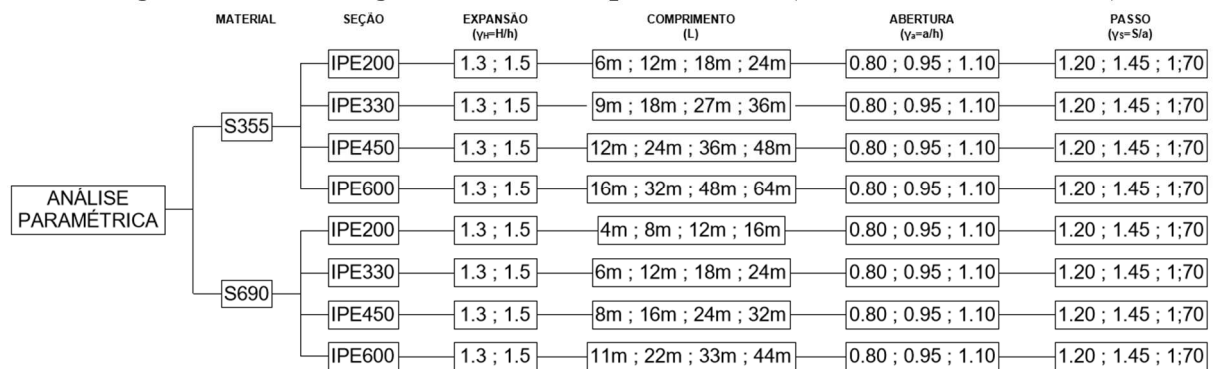 MATERIAL SEÇÃO EXPANSÃO COMPRIMENTO ABERTURA PASSO
(γH=H/h) (L) (γa=a/h) (γs=S/a)
IPE200 1.3 ; 1.5 6m ; 12m ; 18m ; 24m 0.80 ; 0.95 ; 1.10 1.20 ; 1.45 ; 1;70
IPE330 1.3 ; 1.5 9m ; 18m ; 27m ; 36m 0.80 ; 0.95 ; 1.10 1.20 ; 1.45 ; 1;70
S355
IPE450 1.3 ; 1.5 12m ; 24m ; 36m ; 48m 0.80 ; 0.95 ; 1.10 1.20 ; 1.45 ; 1;70
IPE600 1.3 ; 1.5 16m ; 32m ; 48m ; 64m 0.80 ; 0.95 ; 1.10 1.20 ; 1.45 ; 1;70
ANÁLISE
PARAMÉTRICA
IPE200 1.3 ; 1.5 4m ; 8m ; 12m ; 16m 0.80 ; 0.95 ; 1.10 1.20 ; 1.45 ; 1;70
IPE330 1.3 ; 1.5 6m ; 12m ; 18m ; 24m 0.80 ; 0.95 ; 1.10 1.20 ; 1.45 ; 1;70
S690
IPE450 1.3 ; 1.5 8m ; 16m ; 24m ; 32m 0.80 ; 0.95 ; 1.10 1.20 ; 1.45 ; 1;70
IPE600 1.3 ; 1.5 11m ; 22m ; 33m ; 44m 0.80 ; 0.95 ; 1.10 1.20 ; 1.45 ; 1;70